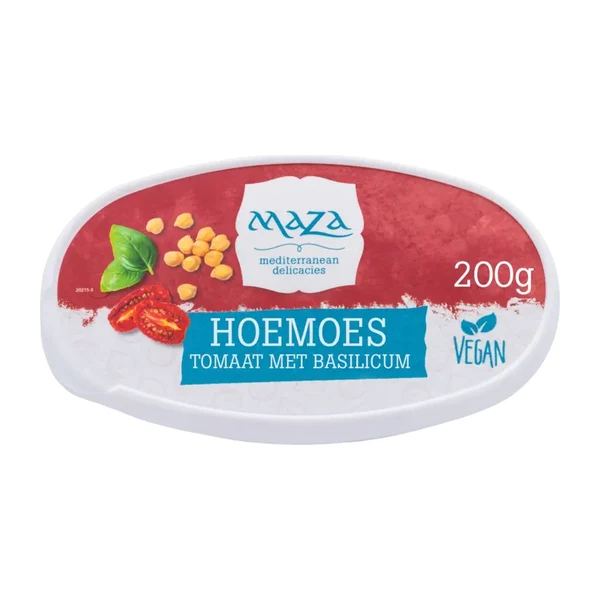 MAZA
mediterranean
delicacies
200g
HOEMOES
TOMAAT MET BASILICUM
VEGAN